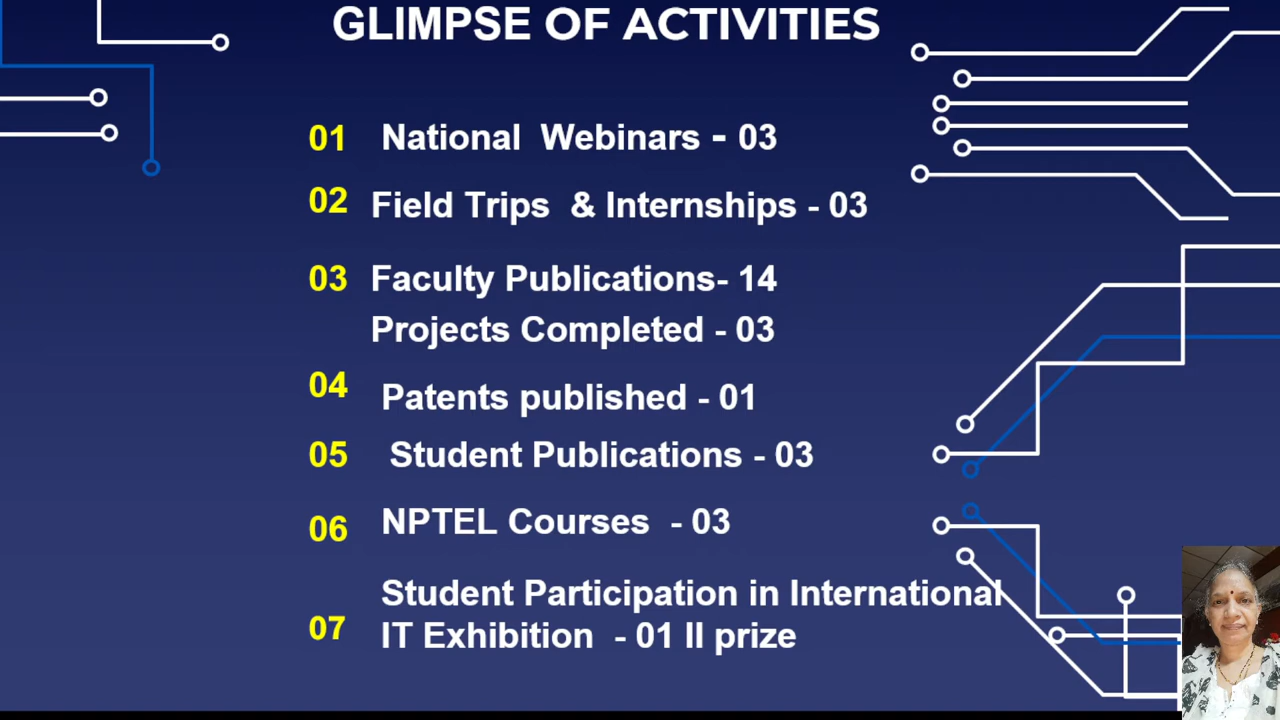 GLIMPSE OF ACTIVITIES
01 National Webinars - 03
02 Field Trips & Internships - 03
03 Faculty Publications- 14
Projects Completed - 03
04 Patents published - 01
05 Student Publications - 03
06 NPTEL Courses - 03
Student Participation in International
07 IT Exhibition - 01 II prize